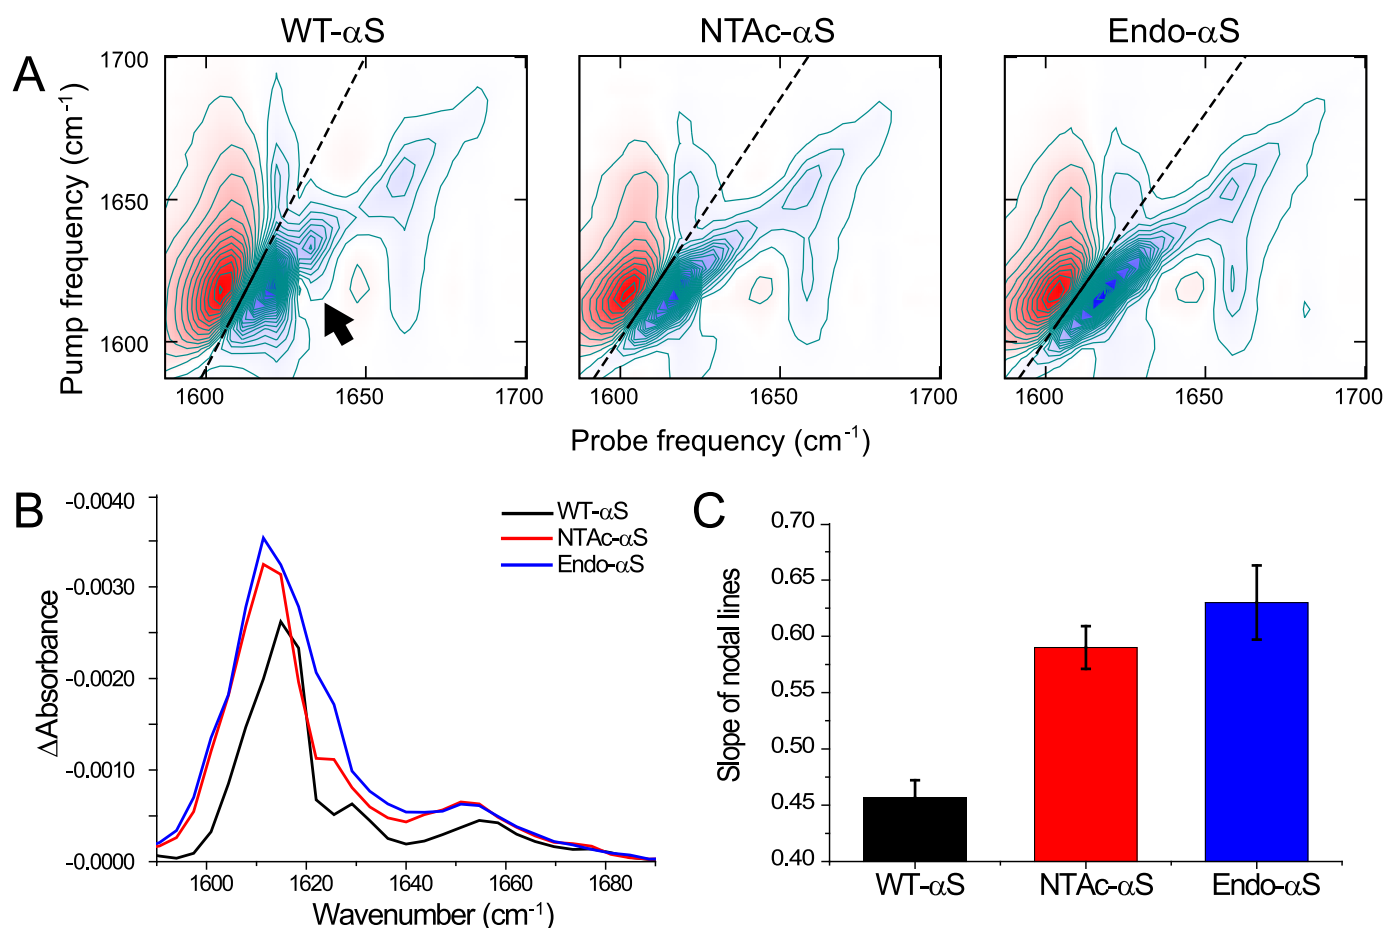 WT-αS
NTAc-αS
Endo-αS
A
Pump frequency (cm⁻¹)
1700
1650
1600
1600
1650
1700
1600
1650
1700
1600
1650
1700
Probe frequency (cm⁻¹)
B
ΔAbsorbance
-0.0040
-0.0030
-0.0020
-0.0010
-0.0000
WT-αS
NTAc-αS
Endo-αS
1600
1620
1640
1660
1680
Wavenumber (cm⁻¹)
C
Slope of nodal lines
0.70
0.65
0.60
0.55
0.50
0.45
0.40
WT-αS
NTAc-αS
Endo-αS